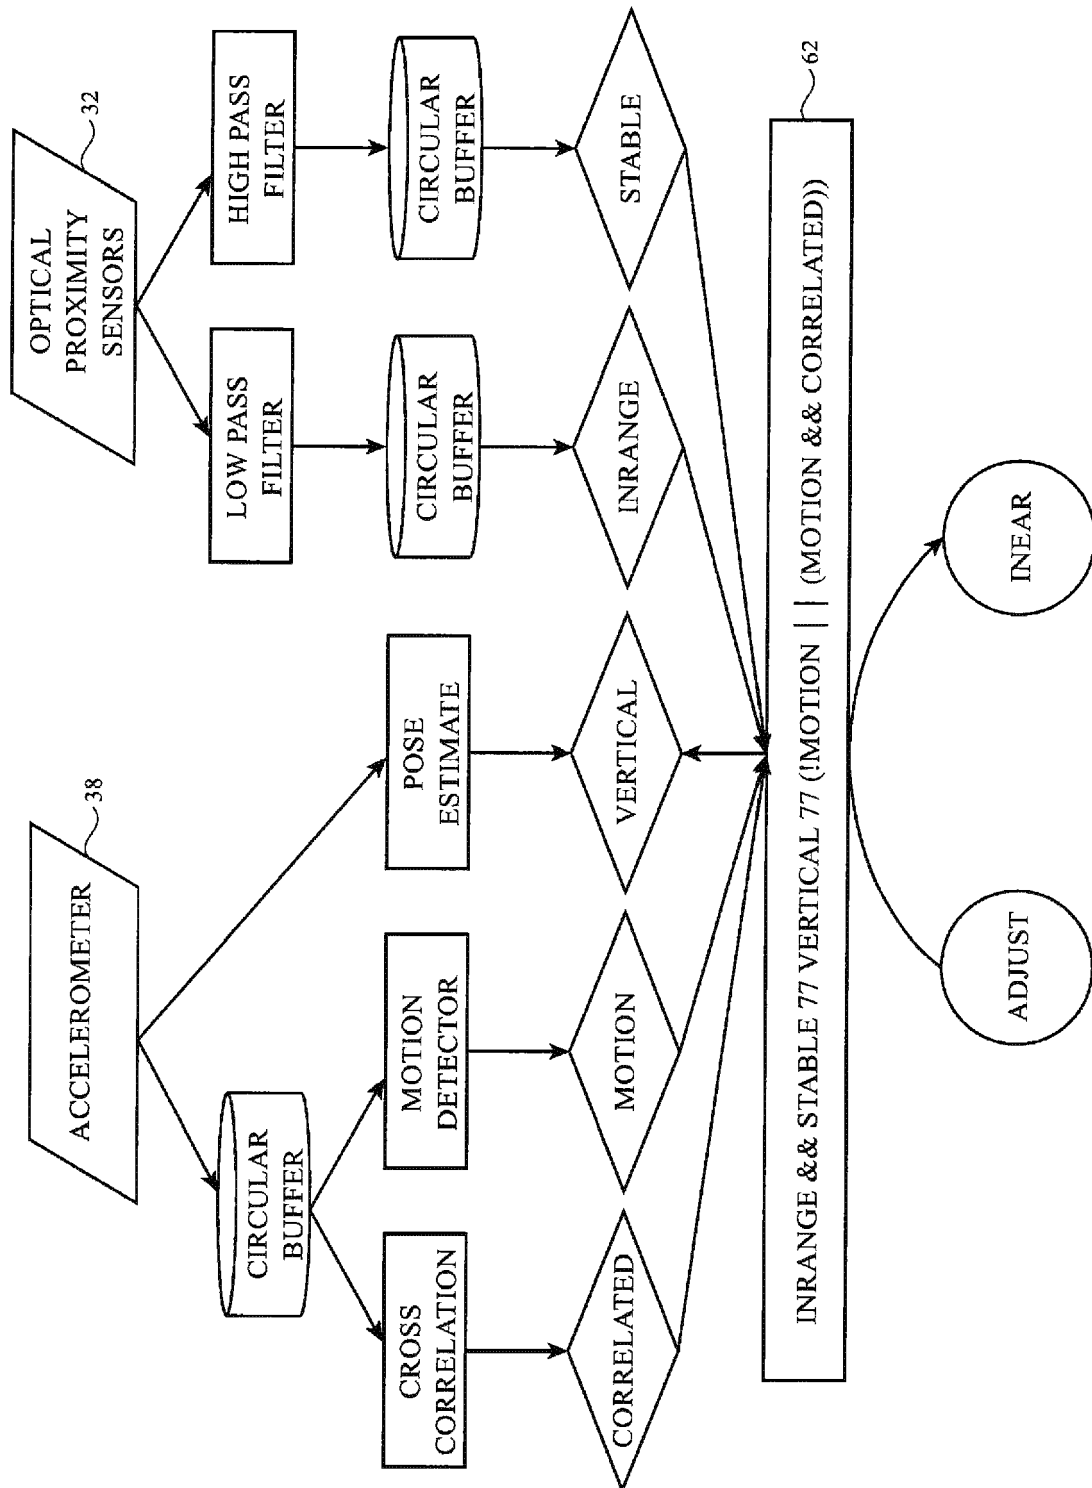 ACCELEROMETER
38
OPTICAL
PROXIMITY
SENSORS
32
CIRCULAR
BUFFER
LOW PASS
FILTER
HIGH PASS
FILTER
CROSS
CORRELATION
MOTION
DETECTOR
POSE
ESTIMATE
CIRCULAR
BUFFER
CIRCULAR
BUFFER
CORRELATED
MOTION
VERTICAL
INRANGE
STABLE
62
INRANGE && STABLE 77 VERTICAL 77 (!MOTION || (MOTION && CORRELATED))
ADJUST
INEAR